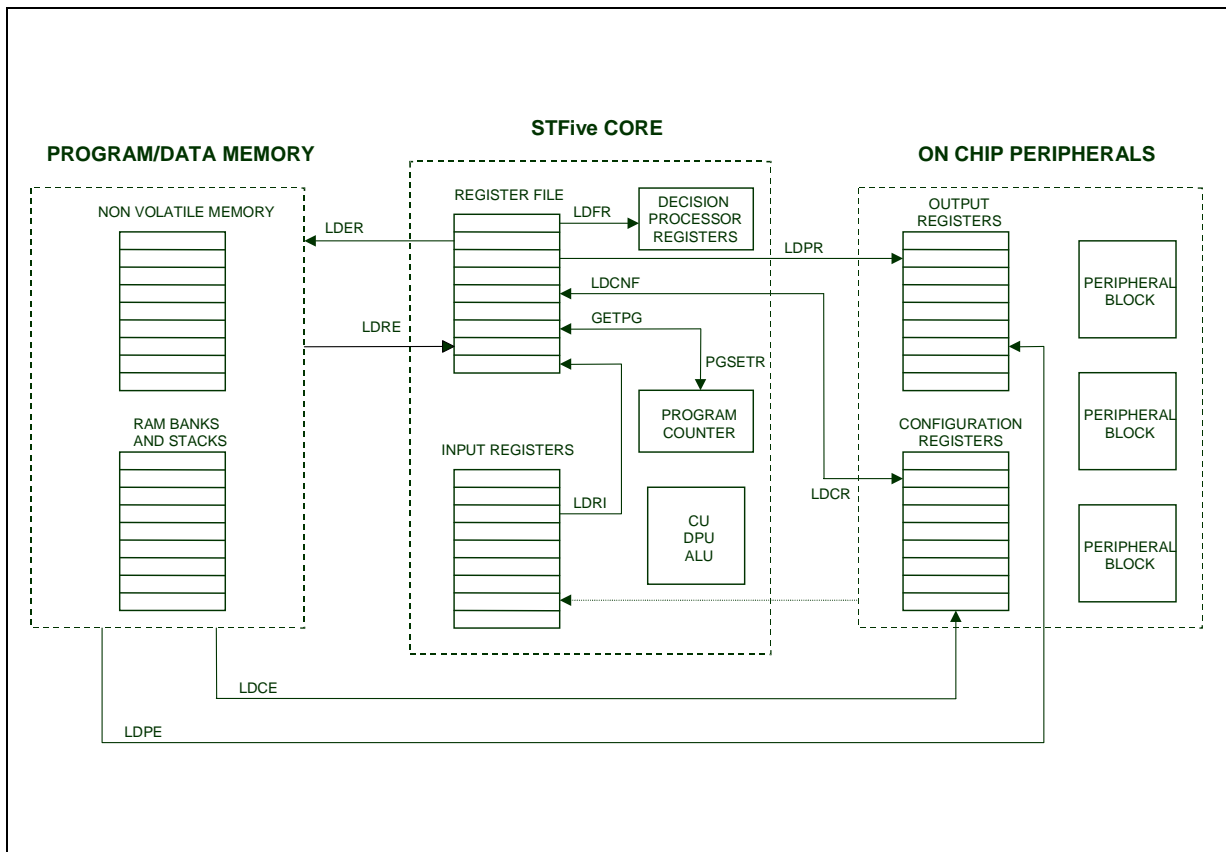 STFive CORE
PROGRAM/DATA MEMORY
ON CHIP PERIPHERALS
NON VOLATILE MEMORY
RAM BANKS
AND STACKS
LDER
LDRE
REGISTER FILE
LDFR
DECISION
PROCESSOR
REGISTERS
LDPR
LDCNF
GETPG
PGSETR
PROGRAM
COUNTER
INPUT REGISTERS
LDRI
CU
DPU
ALU
LDCR
OUTPUT
REGISTERS
CONFIGURATION
REGISTERS
PERIPHERAL
BLOCK
PERIPHERAL
BLOCK
PERIPHERAL
BLOCK
LDCE
LDPE